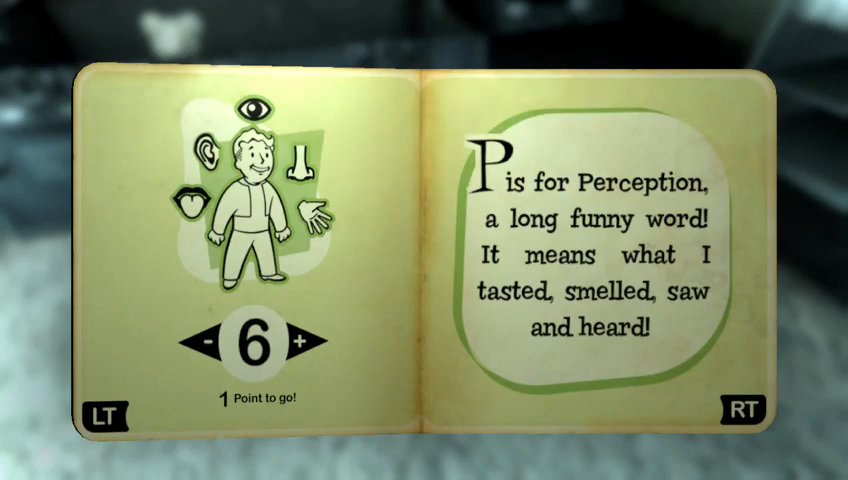 - 6 +
1 Point to go!
LT
P is for Perception,
a long funny word!
It means what I
tasted, smelled, saw
and heard!
RT